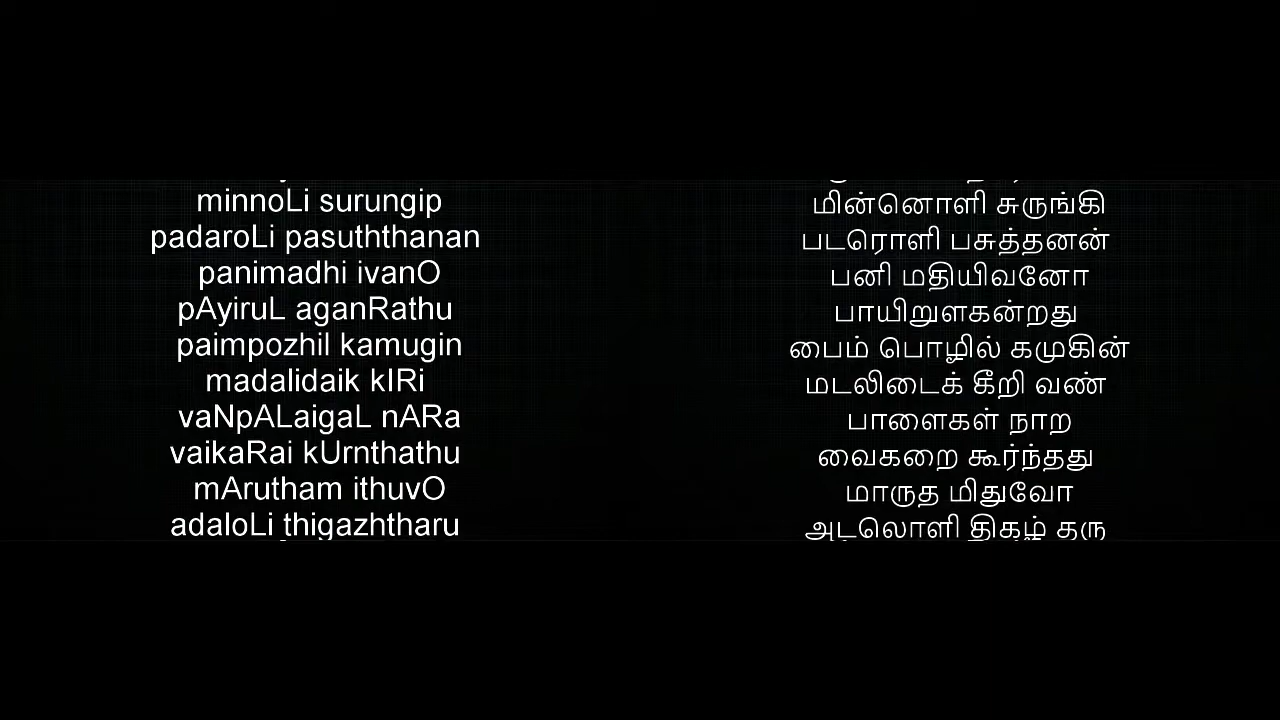 minnoLi surungip
padaroLi pasuththanan
panimadhi ivanO
pAyiruL aganRathu
paimpozhil kamugin
madalidaik kIRi
vaNpALaigaL nARa
vaikaRai kUrnthathu
mArutham ithuvO
adaloLi thigazhtharu
மின்னொளி சுருங்கி
படரொளி பசுத்தனன்
பனி மதியிவனோ
பாயிறுளகன்றது
பைம் பொழில் கமுகின்
மடலிடைக் கீறி வண்
பாளைகள் நாற
வைகறை கூர்ந்தது
மாருத மிதுவோ
அடலொளி திகழ் தரு